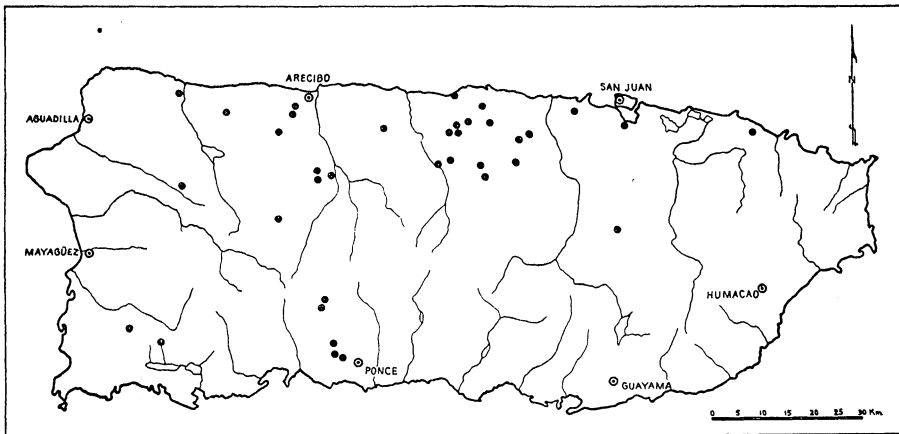 ARECIBO
SAN JUAN
N
AGUADILLA
MAYAGÜEZ
HUMACAO
PONCE
GUAYAMA
0 5 10 15 20 25 30 Km.